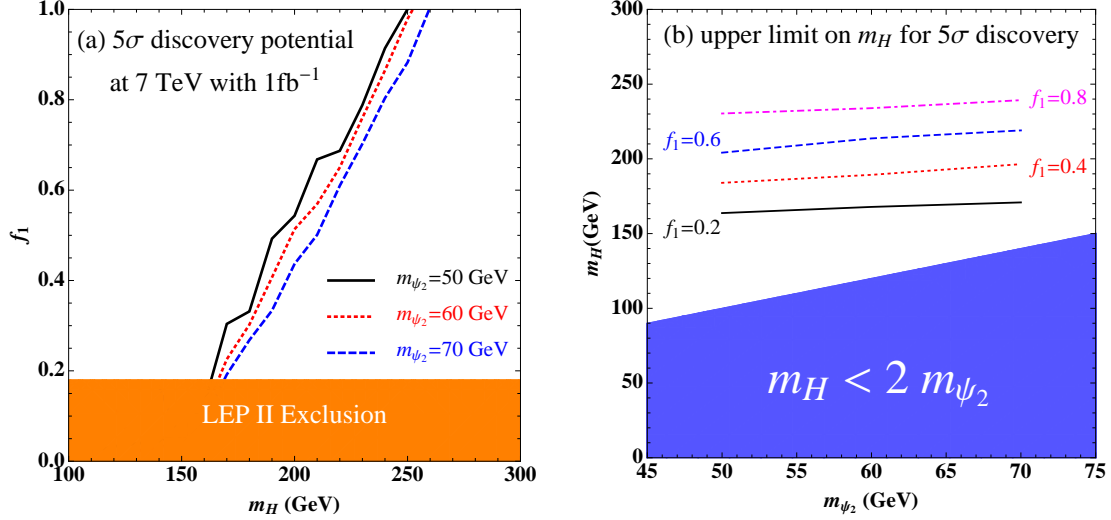 (a) 5σ discovery potential
at 7 TeV with 1fb⁻¹
f₁
1.0
0.8
0.6
0.4
0.2
0.0
m_ψ₂=50 GeV
m_ψ₂=60 GeV
m_ψ₂=70 GeV
LEP II Exclusion
100 150 200 250 300
m_H (GeV)
(b) upper limit on m_H for 5σ discovery
m_H(GeV)
300
250
200
150
100
50
0
f₁=0.8
f₁=0.6
f₁=0.4
f₁=0.2
m_H < 2 m_ψ₂
45 50 55 60 65 70 75
m_ψ₂ (GeV)